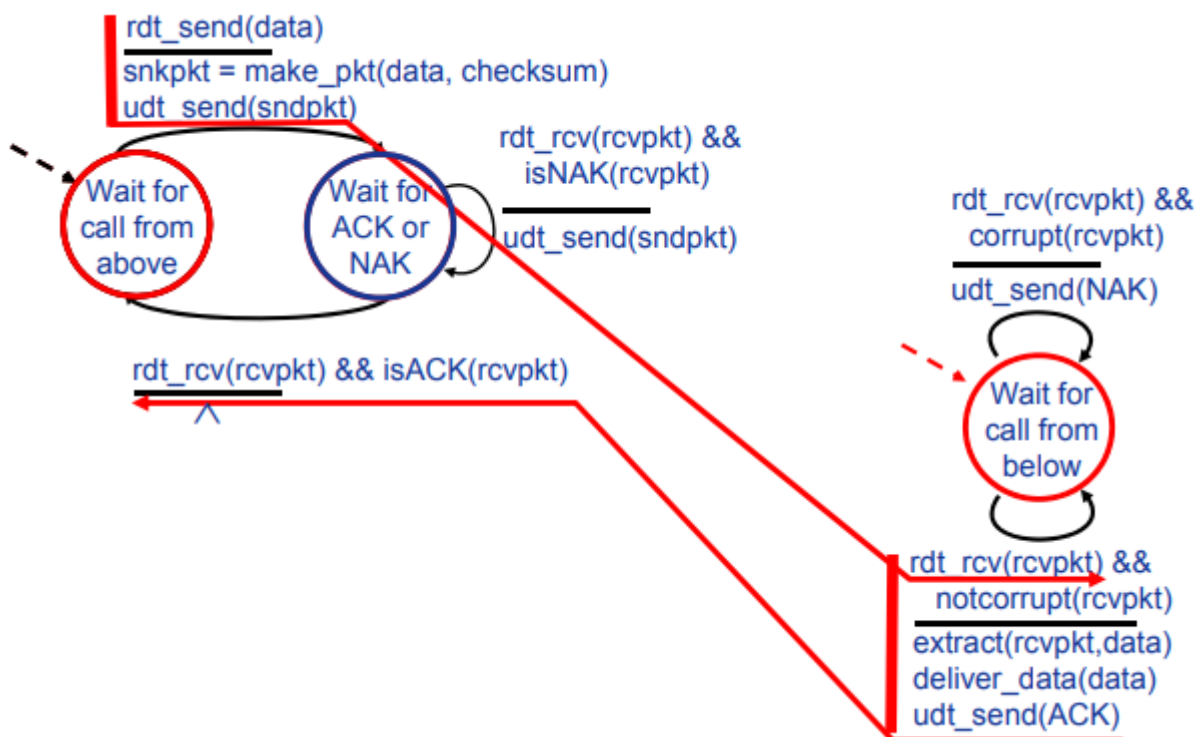 rdt_send(data)
snkpkt = make_pkt(data, checksum)
udt_send(sndpkt)
Wait for
call from
above
Wait for
ACK or
NAK
rdt_rcv(rcvpkt) &&
isNAK(rcvpkt)
udt_send(sndpkt)
rdt_rcv(rcvpkt) && isACK(rcvpkt)
Λ
rdt_rcv(rcvpkt) &&
corrupt(rcvpkt)
udt_send(NAK)
Wait for
call from
below
rdt_rcv(rcvpkt) &&
notcorrupt(rcvpkt)
extract(rcvpkt,data)
deliver_data(data)
udt_send(ACK)